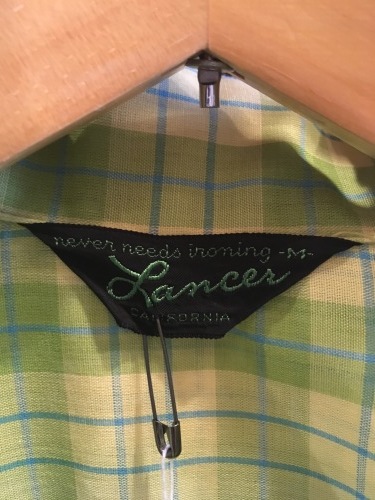 never needs ironing -M-
Lancer
CALIFORNIA